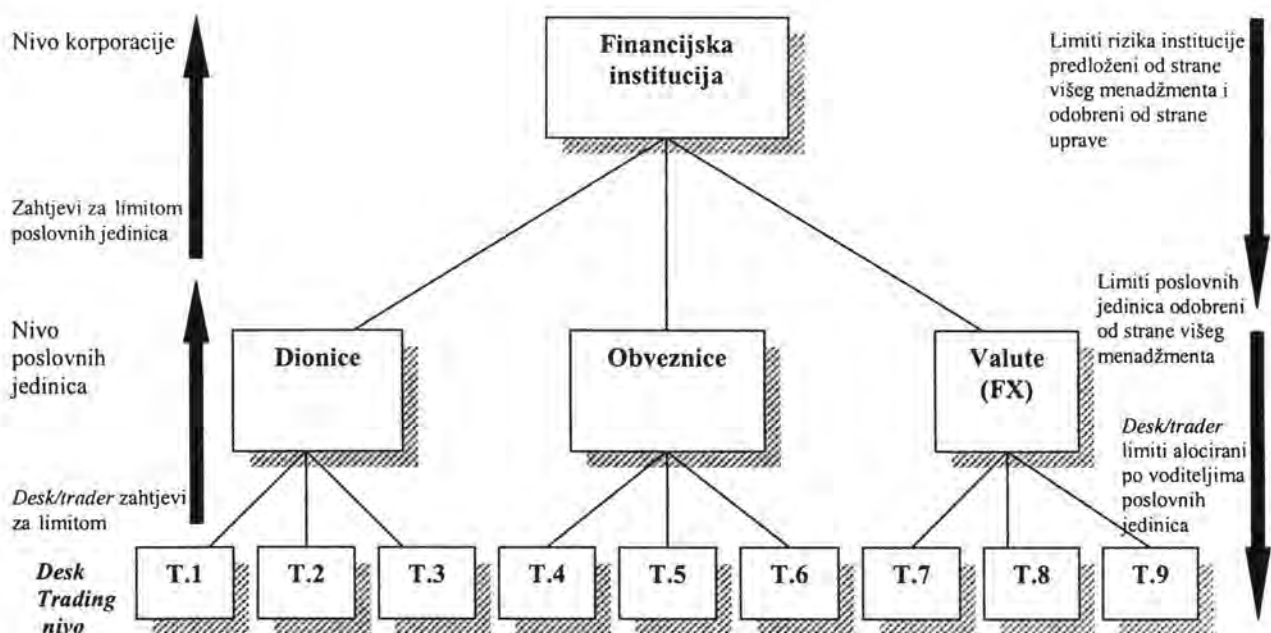 Nivo korporacije
Zahtjevi za limitom
poslovnih jedinica
Nivo
poslovnih
jedinica
Desk/trader zahtjevi
za limitom
Desk
Trading
nivo
Financijska
institucija
Dionice
Obveznice
Valute
(FX)
T.1
T.2
T.3
T.4
T.5
T.6
T.7
T.8
T.9
Limiti rizika institucije
predloženi od strane
višeg menadžmenta i
odobreni od strane
uprave
Limiti poslovnih
jedinica odobreni
od strane višeg
menadžmenta
Desk/trader
limiti alocirani
po voditeljima
poslovnih
jedinica